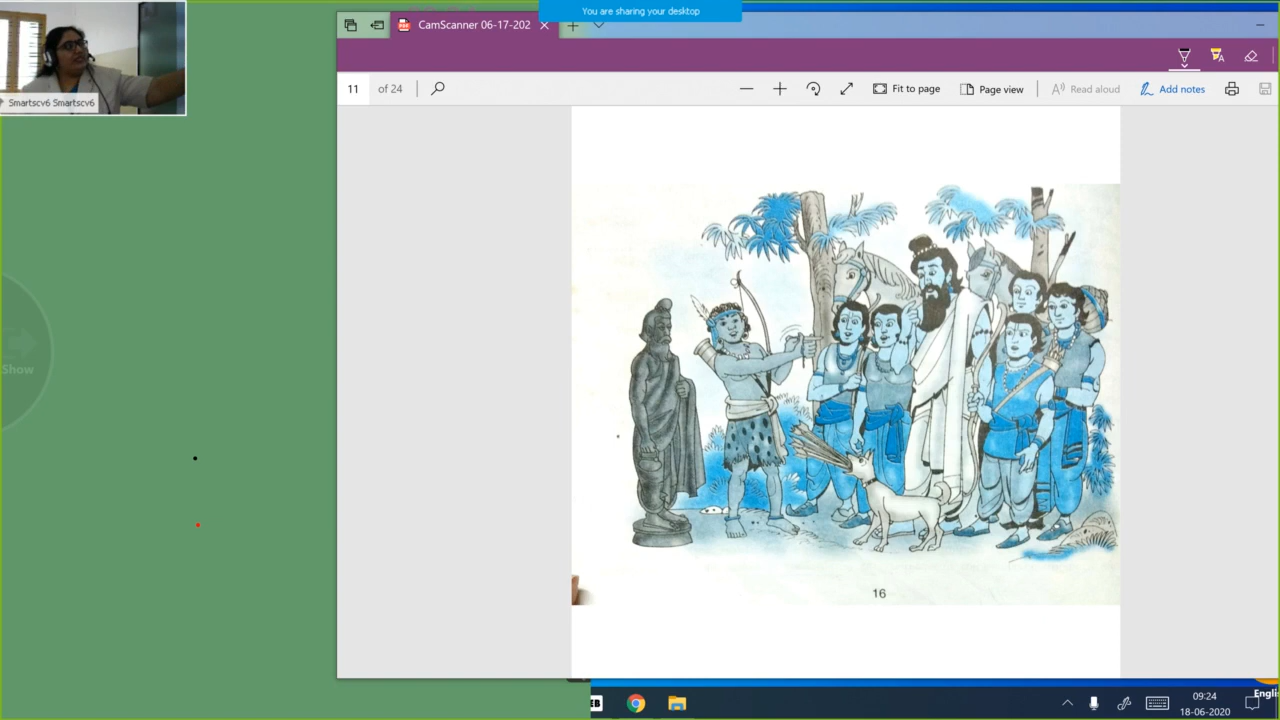 You are sharing your desktop
CamScanner 06-17-202
Smartscv6 Smartscv6
11 of 24
Fit to page
Page view
Read aloud
Add notes
Show
16
EB
09:24
18-06-2020
Engli